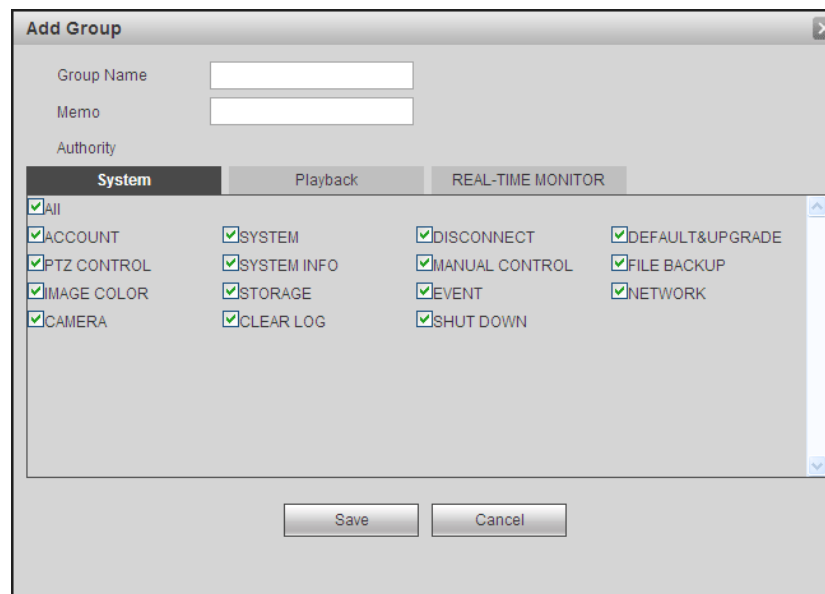 Add Group
Group Name
Memo
Authority
System Playback REAL-TIME MONITOR
All
ACCOUNT SYSTEM DISCONNECT DEFAULT&UPGRADE
PTZ CONTROL SYSTEM INFO MANUAL CONTROL FILE BACKUP
IMAGE COLOR STORAGE EVENT NETWORK
CAMERA CLEAR LOG SHUT DOWN
Save Cancel